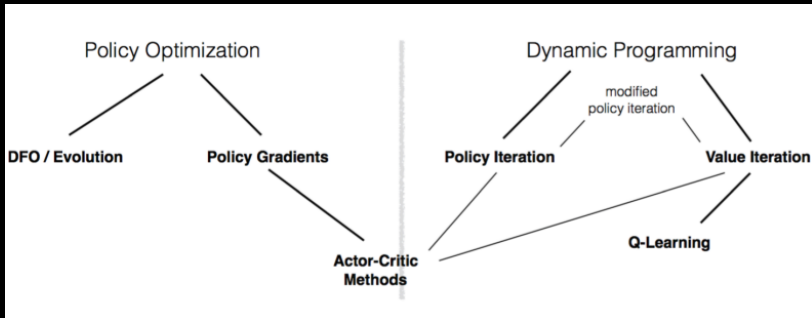 Policy Optimization
Dynamic Programming
modified
policy iteration
DFO / Evolution
Policy Gradients
Policy Iteration
Value Iteration
Q-Learning
Actor-Critic
Methods